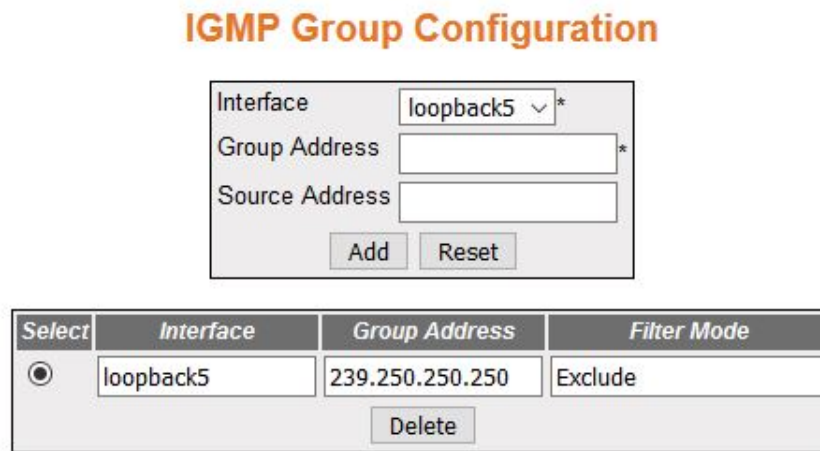 IGMP Group Configuration
Interface loopback5 *
Group Address *
Source Address
Add Reset
Select Interface Group Address Filter Mode
loopback5 239.250.250.250 Exclude
Delete